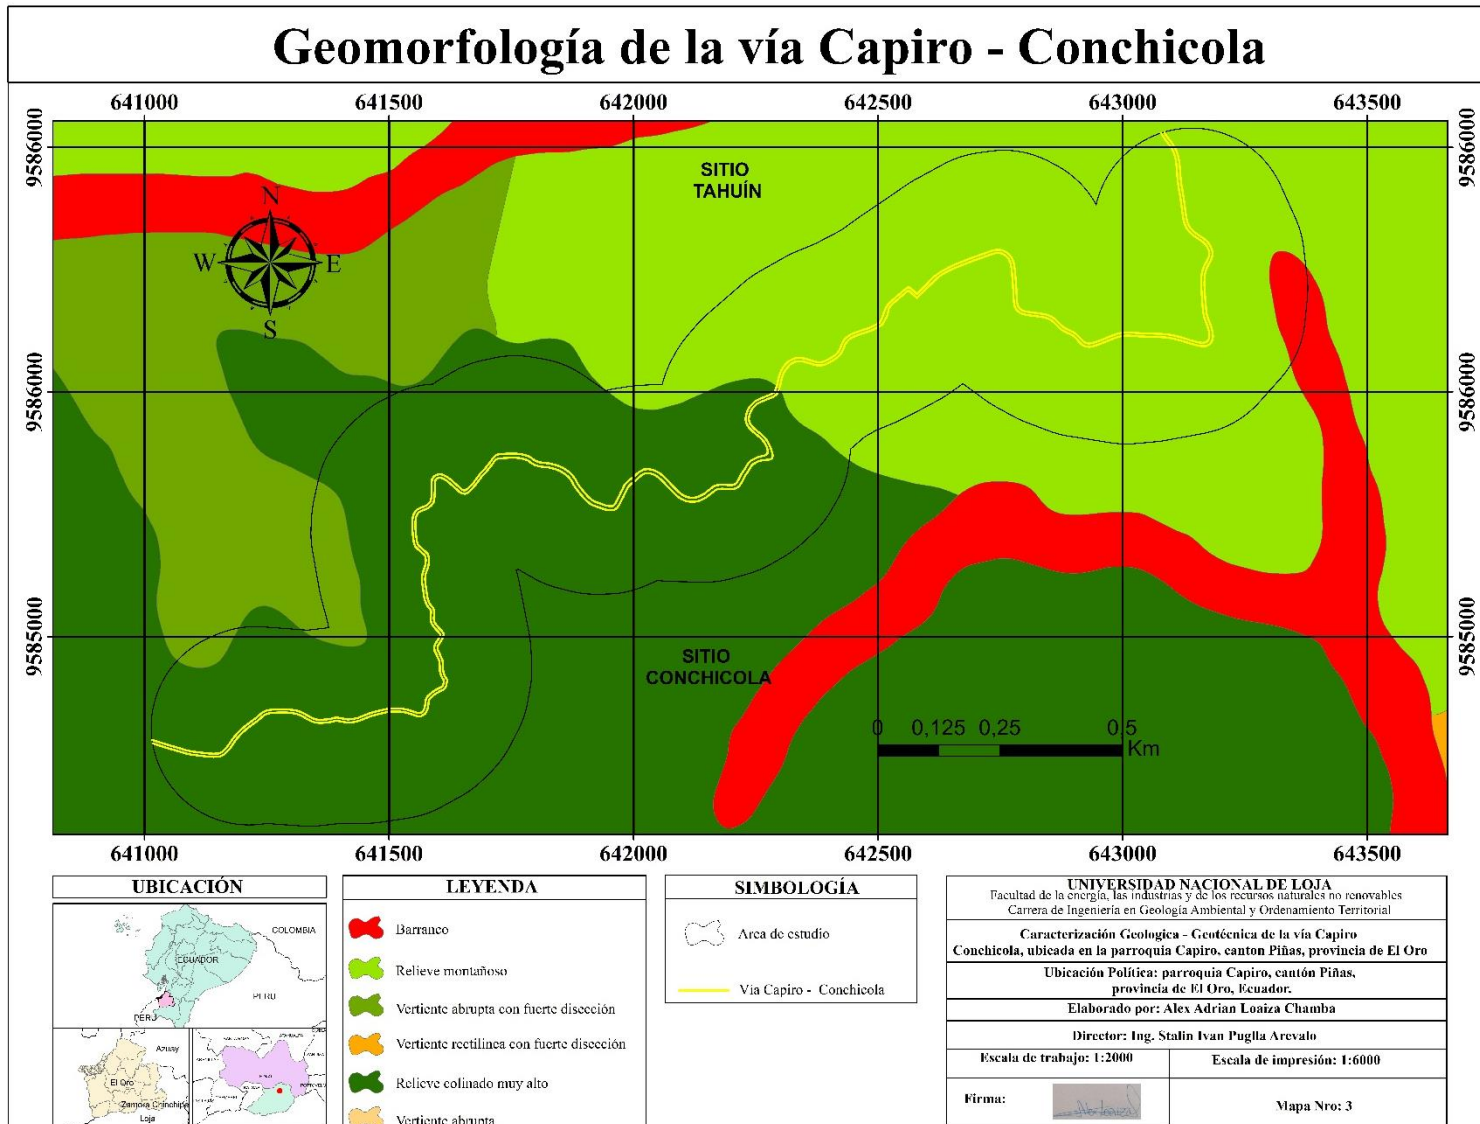 Geomorfología de la vía Capiro - Conchicola
641000 641500 642000 642500 643000 643500
9586000 9586000
9586000 9586000
9585000 9585000
N
W E
S
SITIO
TAHUÍN
SITIO
CONCHICOLA
0 0,125 0,25 0,5
Km
641000 641500 642000 642500 643000 643500
UBICACIÓN
COLOMBIA
ECUADOR
PERU
PERU
Azuay
El Oro
Zamora Chinchipe
Loja
LEYENDA
Barranco
Relieve montañoso
Vertiente abrupta con fuerte disección
Vertiente rectilinea con fuerte disección
Relieve colinado muy alto
Vertiente abrupta
SIMBOLOGÍA
Area de estudio
Via Capiro - Conchicola
UNIVERSIDAD NACIONAL DE LOJA
Facultad de la energía, las industrias y de los recursos naturales no renovables
Carrera de Ingeniería en Geología Ambiental y Ordenamiento Territorial
Caracterización Geologica - Geotécnica de la vía Capiro
Conchicola, ubicada en la parroquia Capiro, canton Piñas, provincia de El Oro
Ubicación Política: parroquia Capiro, cantón Piñas,
provincia de El Oro, Ecuador.
Elaborado por: Alex Adrian Loaiza Chamba
Director: Ing. Stalin Ivan Puglla Arevalo
Escala de trabajo: 1:2000
Escala de impresión: 1:6000
Firma:
Mapa Nro: 3